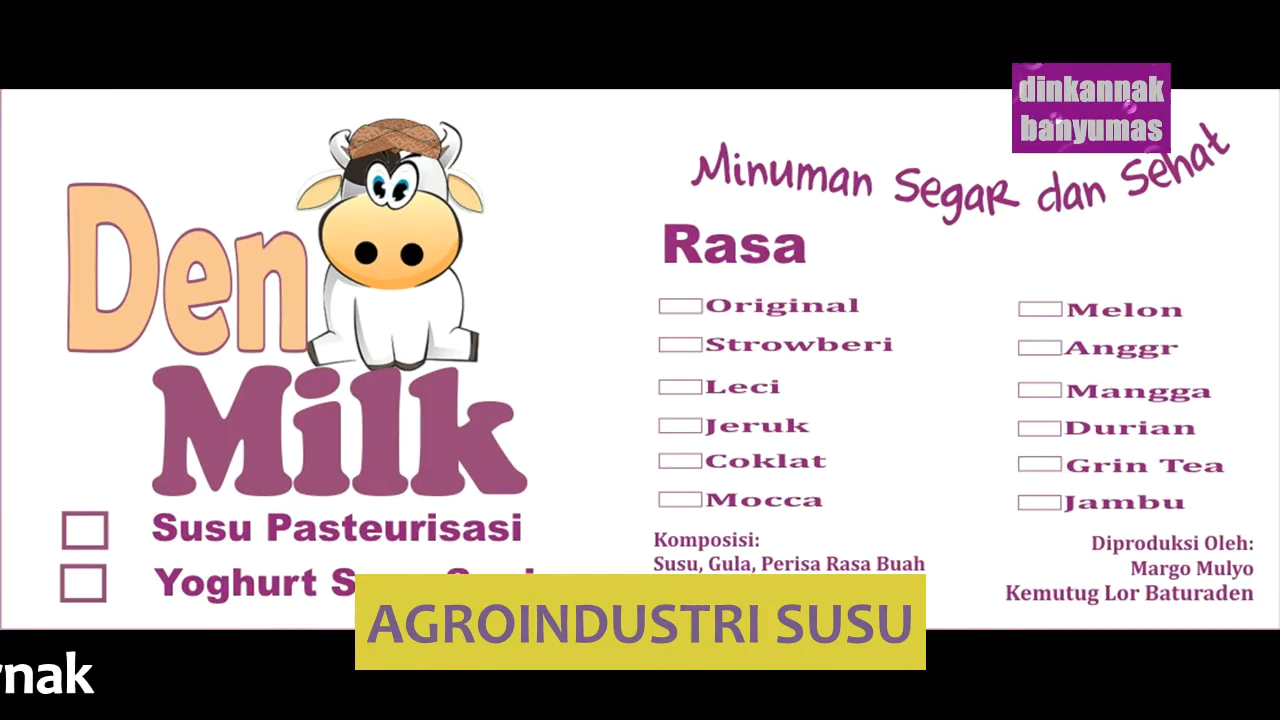 dinkannak
banyumas
Den
Milk
Susu Pasteurisasi
Yoghurt
Minuman Segar dan Sehat
Rasa
Original
Strowberi
Leci
Jeruk
Coklat
Mocca
Melon
Anggr
Mangga
Durian
Grin Tea
Jambu
Komposisi:
Susu, Gula, Perisa Rasa Buah
Diproduksi Oleh:
Margo Mulyo
Kemutug Lor Baturaden
AGROINDUSTRI SUSU
rnak